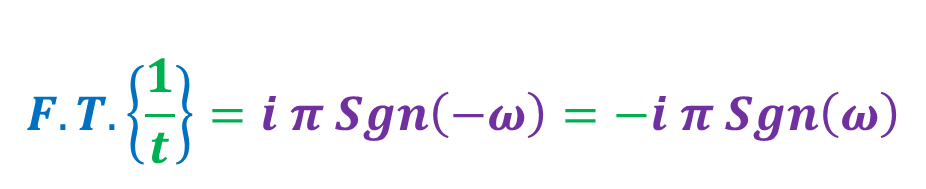 F.T.{1/t} = i π Sgn(−ω) = −i π Sgn(ω)